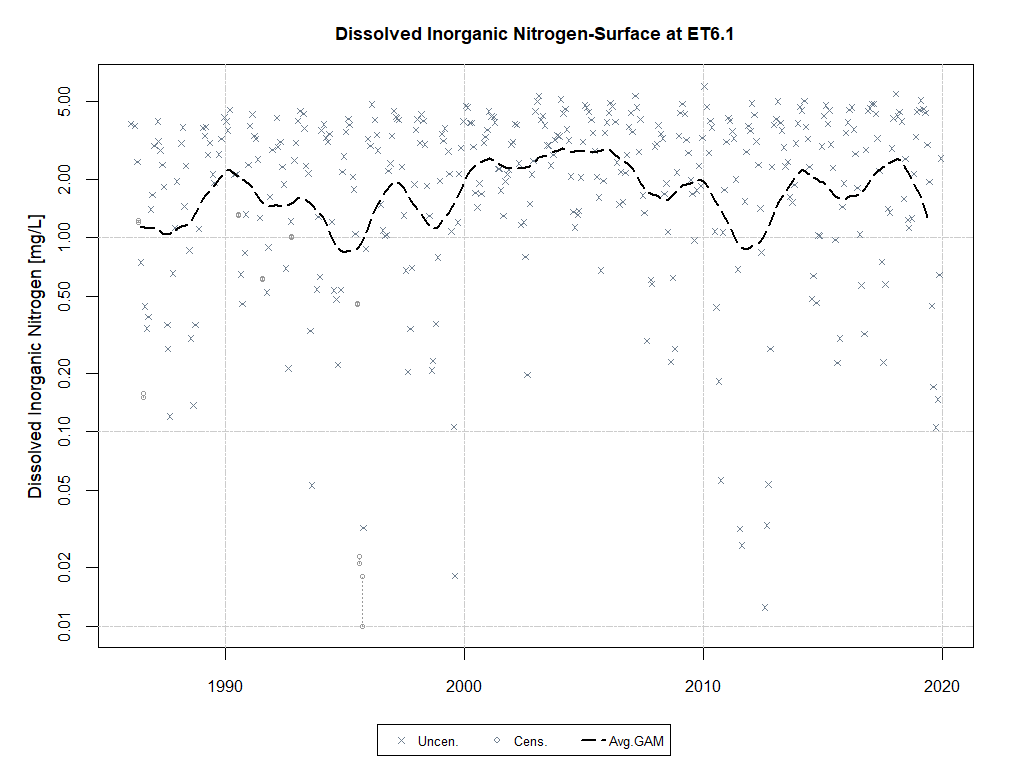 Dissolved Inorganic Nitrogen-Surface at ET6.1
Dissolved Inorganic Nitrogen [mg/L]
5.00
2.00
1.00
0.50
0.20
0.10
0.05
0.02
0.01
1990 2000 2010 2020
Uncen. Cens. Avg.GAM